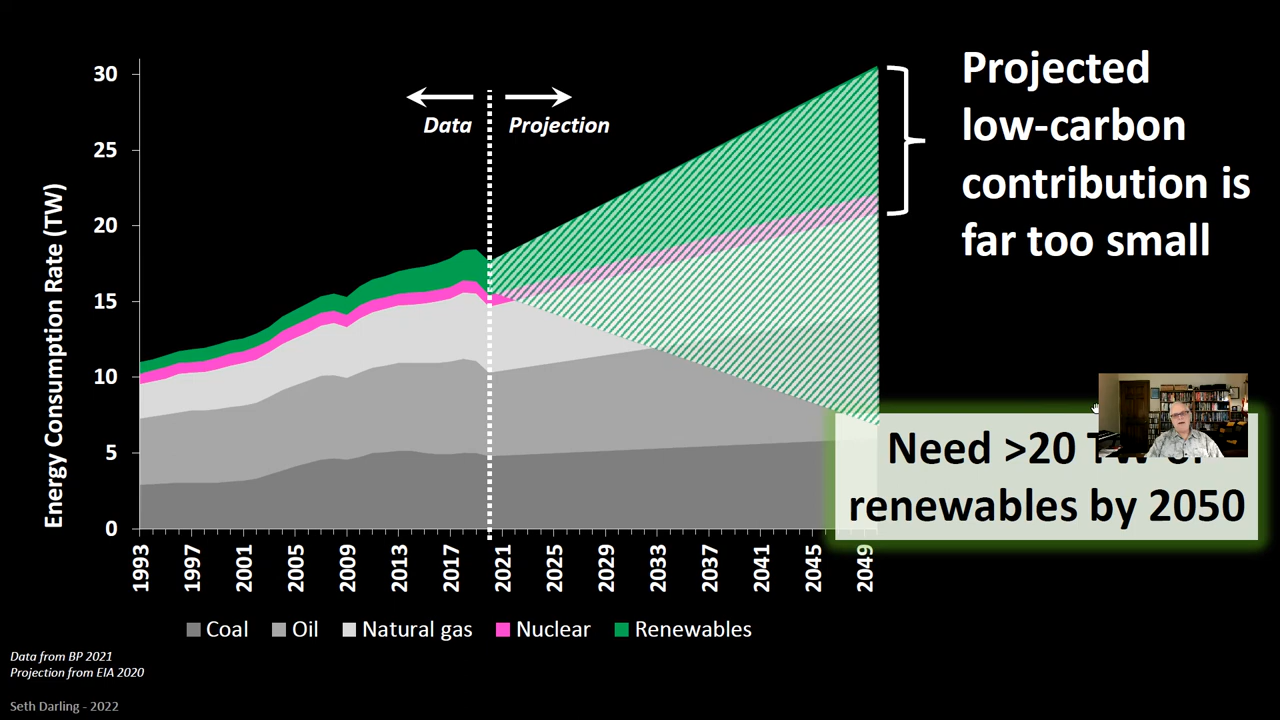 Projected
low-carbon
contribution is
far too small
Data
Projection
Energy Consumption Rate (TW)
30
25
20
15
10
5
0
1993
1997
2001
2005
2009
2013
2017
2021
2025
2029
2033
2037
2041
2045
2049
Need >20
renewables by 2050
Coal
Oil
Natural gas
Nuclear
Renewables
Data from BP 2021
Projection from EIA 2020
Seth Darling - 2022